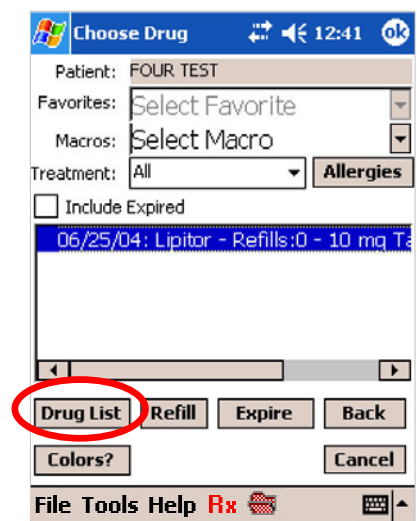 Choose Drug 12:41 ok
Patient: FOUR TEST
Favorites: Select Favorite
Macros: Select Macro
Treatment: All Allergies
Include Expired
06/25/04: Lipitor - Refills:0 - 10 mg Ta
Drug List Refill Expire Back
Colors? Cancel
File Tools Help Rx